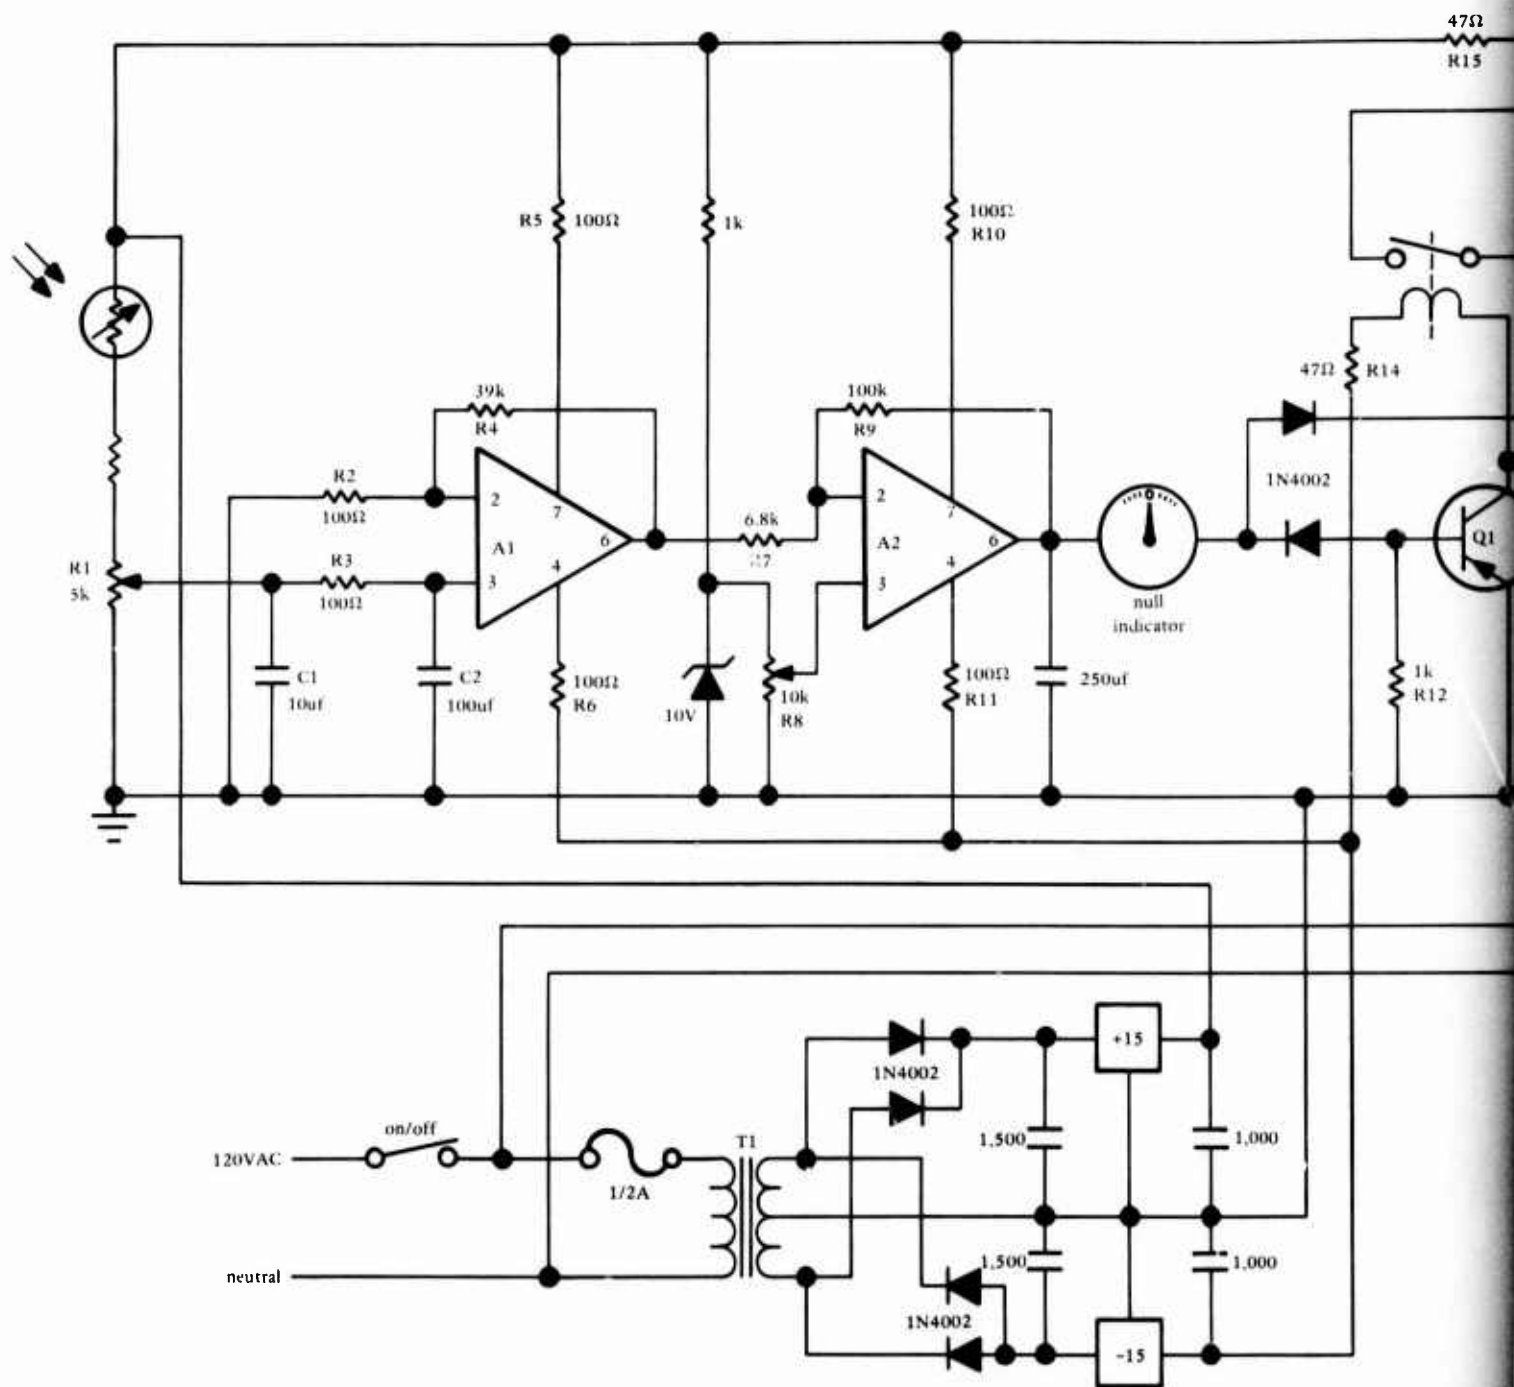 47Ω
R15
R5 100Ω
1k
100Ω
R10
47Ω R14
39k
R4
100k
R9
1N4002
R2
100Ω
2
7
6
A1
4
3
6.8k
2
7
6
A2
4
3
0
Q1
R1
5k
R3
100Ω
null
indicator
C1
10uf
C2
100uf
100Ω
R6
10V
10k
R8
100Ω
R11
250uf
1k
R12
+15
1N4002
on/off
120VAC
T1
1,500
1,000
1/2A
neutral
1,500
1,000
1N4002
-15